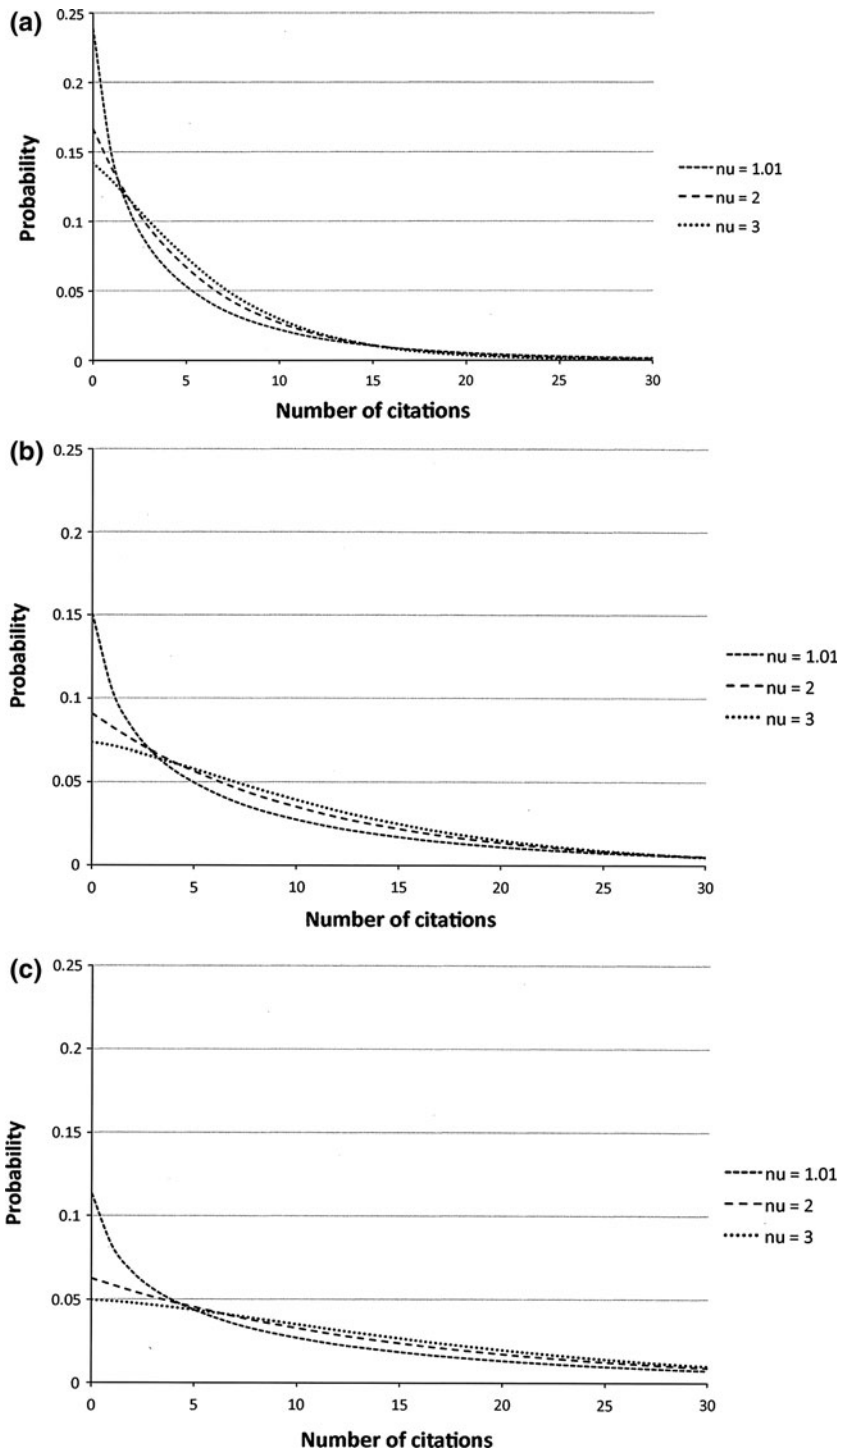 (a)
0.25
0.2
0.15
0.1
0.05
0
Probability
0 5 10 15 20 25 30
Number of citations
nu = 1.01
nu = 2
nu = 3
(b)
0.25
0.2
0.15
0.1
0.05
0
Probability
0 5 10 15 20 25 30
Number of citations
nu = 1.01
nu = 2
nu = 3
(c)
0.25
0.2
0.15
0.1
0.05
0
Probability
0 5 10 15 20 25 30
Number of citations
nu = 1.01
nu = 2
nu = 3